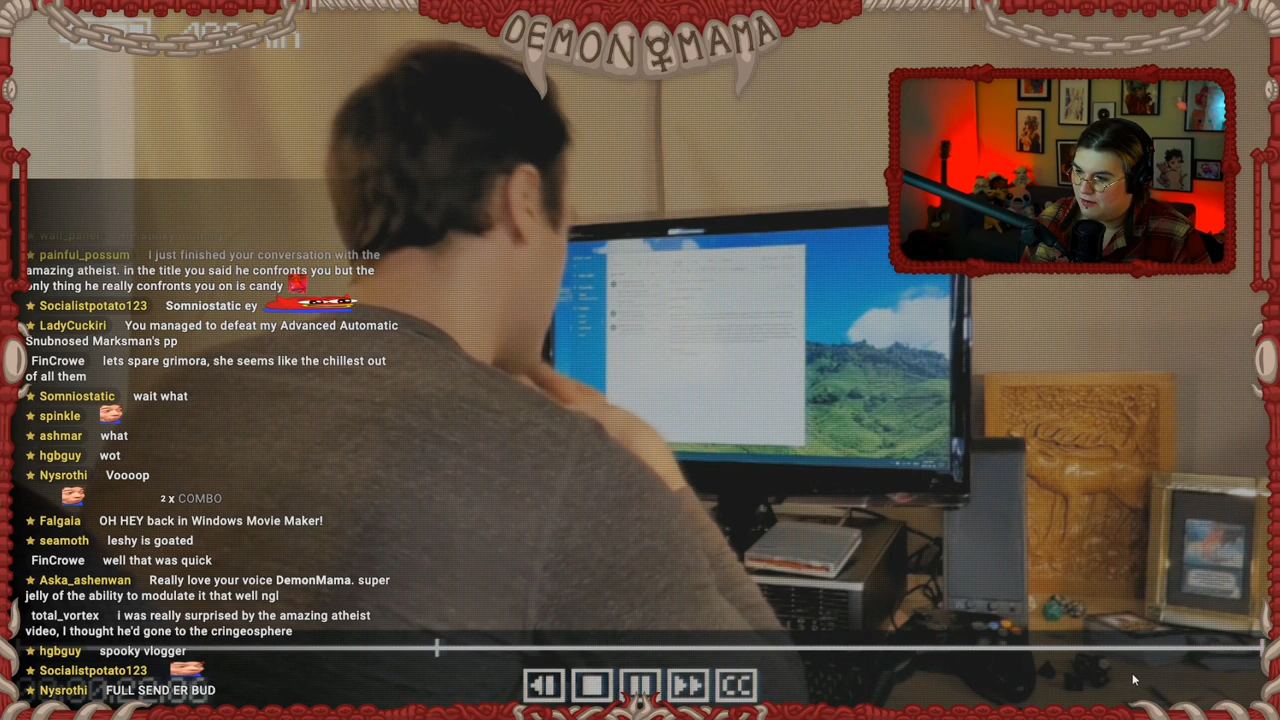 DEMON MAMA
painful_possum I just finished your conversation with the
amazing atheist. in the title you said he confronts you but the
only thing he really confronts you on is candy
Socialistpotato123 Somniostatic ey
LadyCuckiri You managed to defeat my Advanced Automatic
Snubnosed Marksman's pp
FinCrowe lets spare grimora, she seems like the chillest out
of all them
Somniostatic wait what
spinkle
ashmar what
hgbguy wot
Nysrothi Voooop
2 x COMBO
Falgaia OH HEY back in Windows Movie Maker!
seamoth leshy is goated
FinCrowe well that was quick
Aska_ashenwan Really love your voice DemonMama. super
jelly of the ability to modulate it that well ngl
total_vortex i was really surprised by the amazing atheist
video, I thought he'd gone to the cringeosphere
hgbguy spooky vlogger
Socialistpotato123
Nysrothi FULL SEND ER BUD
CC